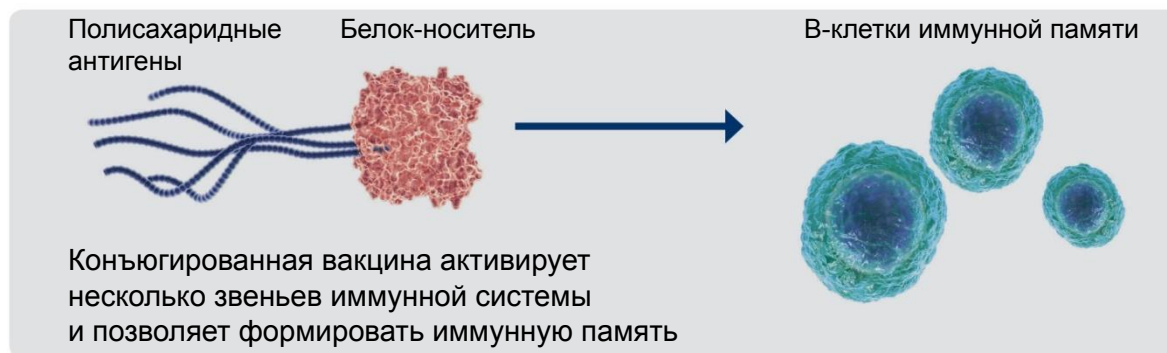 Полисахаридные
антигены
Белок-носитель
В-клетки иммунной памяти
Конъюгированная вакцина активирует
несколько звеньев иммунной системы
и позволяет формировать иммунную память